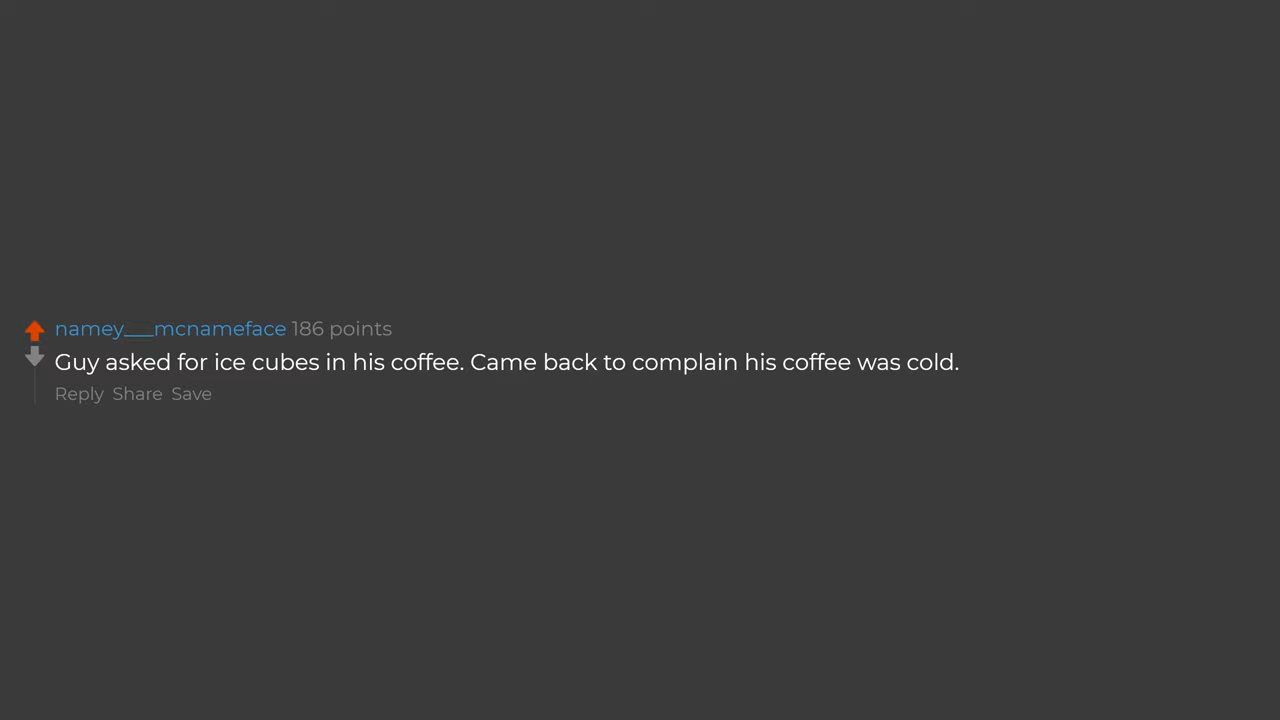 namey___mcnameface 186 points
Guy asked for ice cubes in his coffee. Came back to complain his coffee was cold.
Reply Share Save